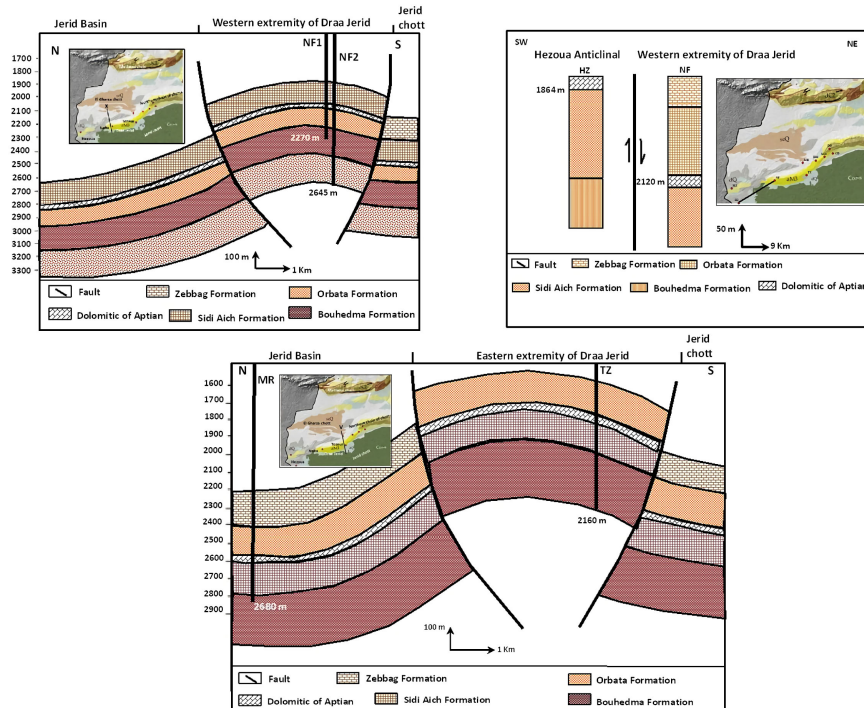 Jerid Basin
Western extremity of Draa Jerid
Jerid
chott
N
NF1
NF2
S
1700
1800
1900
2000
2100
2200
2300
2400
2500
2600
2700
2800
2900
3000
3100
3200
3300
2270 m
2645 m
100 m
1 Km
Fault
Zebbag Formation
Orbata Formation
Dolomitic of Aptian
Sidi Aich Formation
Bouhedma Formation
SW
NE
Hezoua Anticlinal
Western extremity of Draa Jerid
HZ
NF
1864 m
2120 m
50 m
9 Km
Fault
Zebbag Formation
Orbata Formation
Sidi Aich Formation
Bouhedma Formation
Dolomitic of Aptian
Jerid Basin
Eastern extremity of Draa Jerid
Jerid
chott
N
MR
TZ
S
1600
1700
1800
1900
2000
2100
2200
2300
2400
2500
2600
2700
2800
2900
2160 m
2680 m
100 m
1 Km
Fault
Zebbag Formation
Orbata Formation
Dolomitic of Aptian
Sidi Aich Formation
Bouhedma Formation